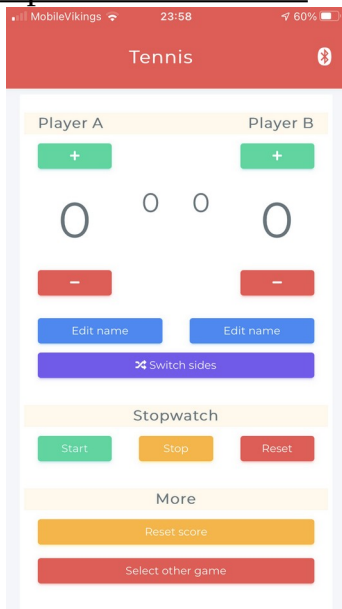 MobileVikings 23:58 60%
Tennis
Player A Player B
+ +
0 0 0 0
- -
Edit name Edit name
Switch sides
Stopwatch
Start Stop Reset
More
Reset score
Select other game